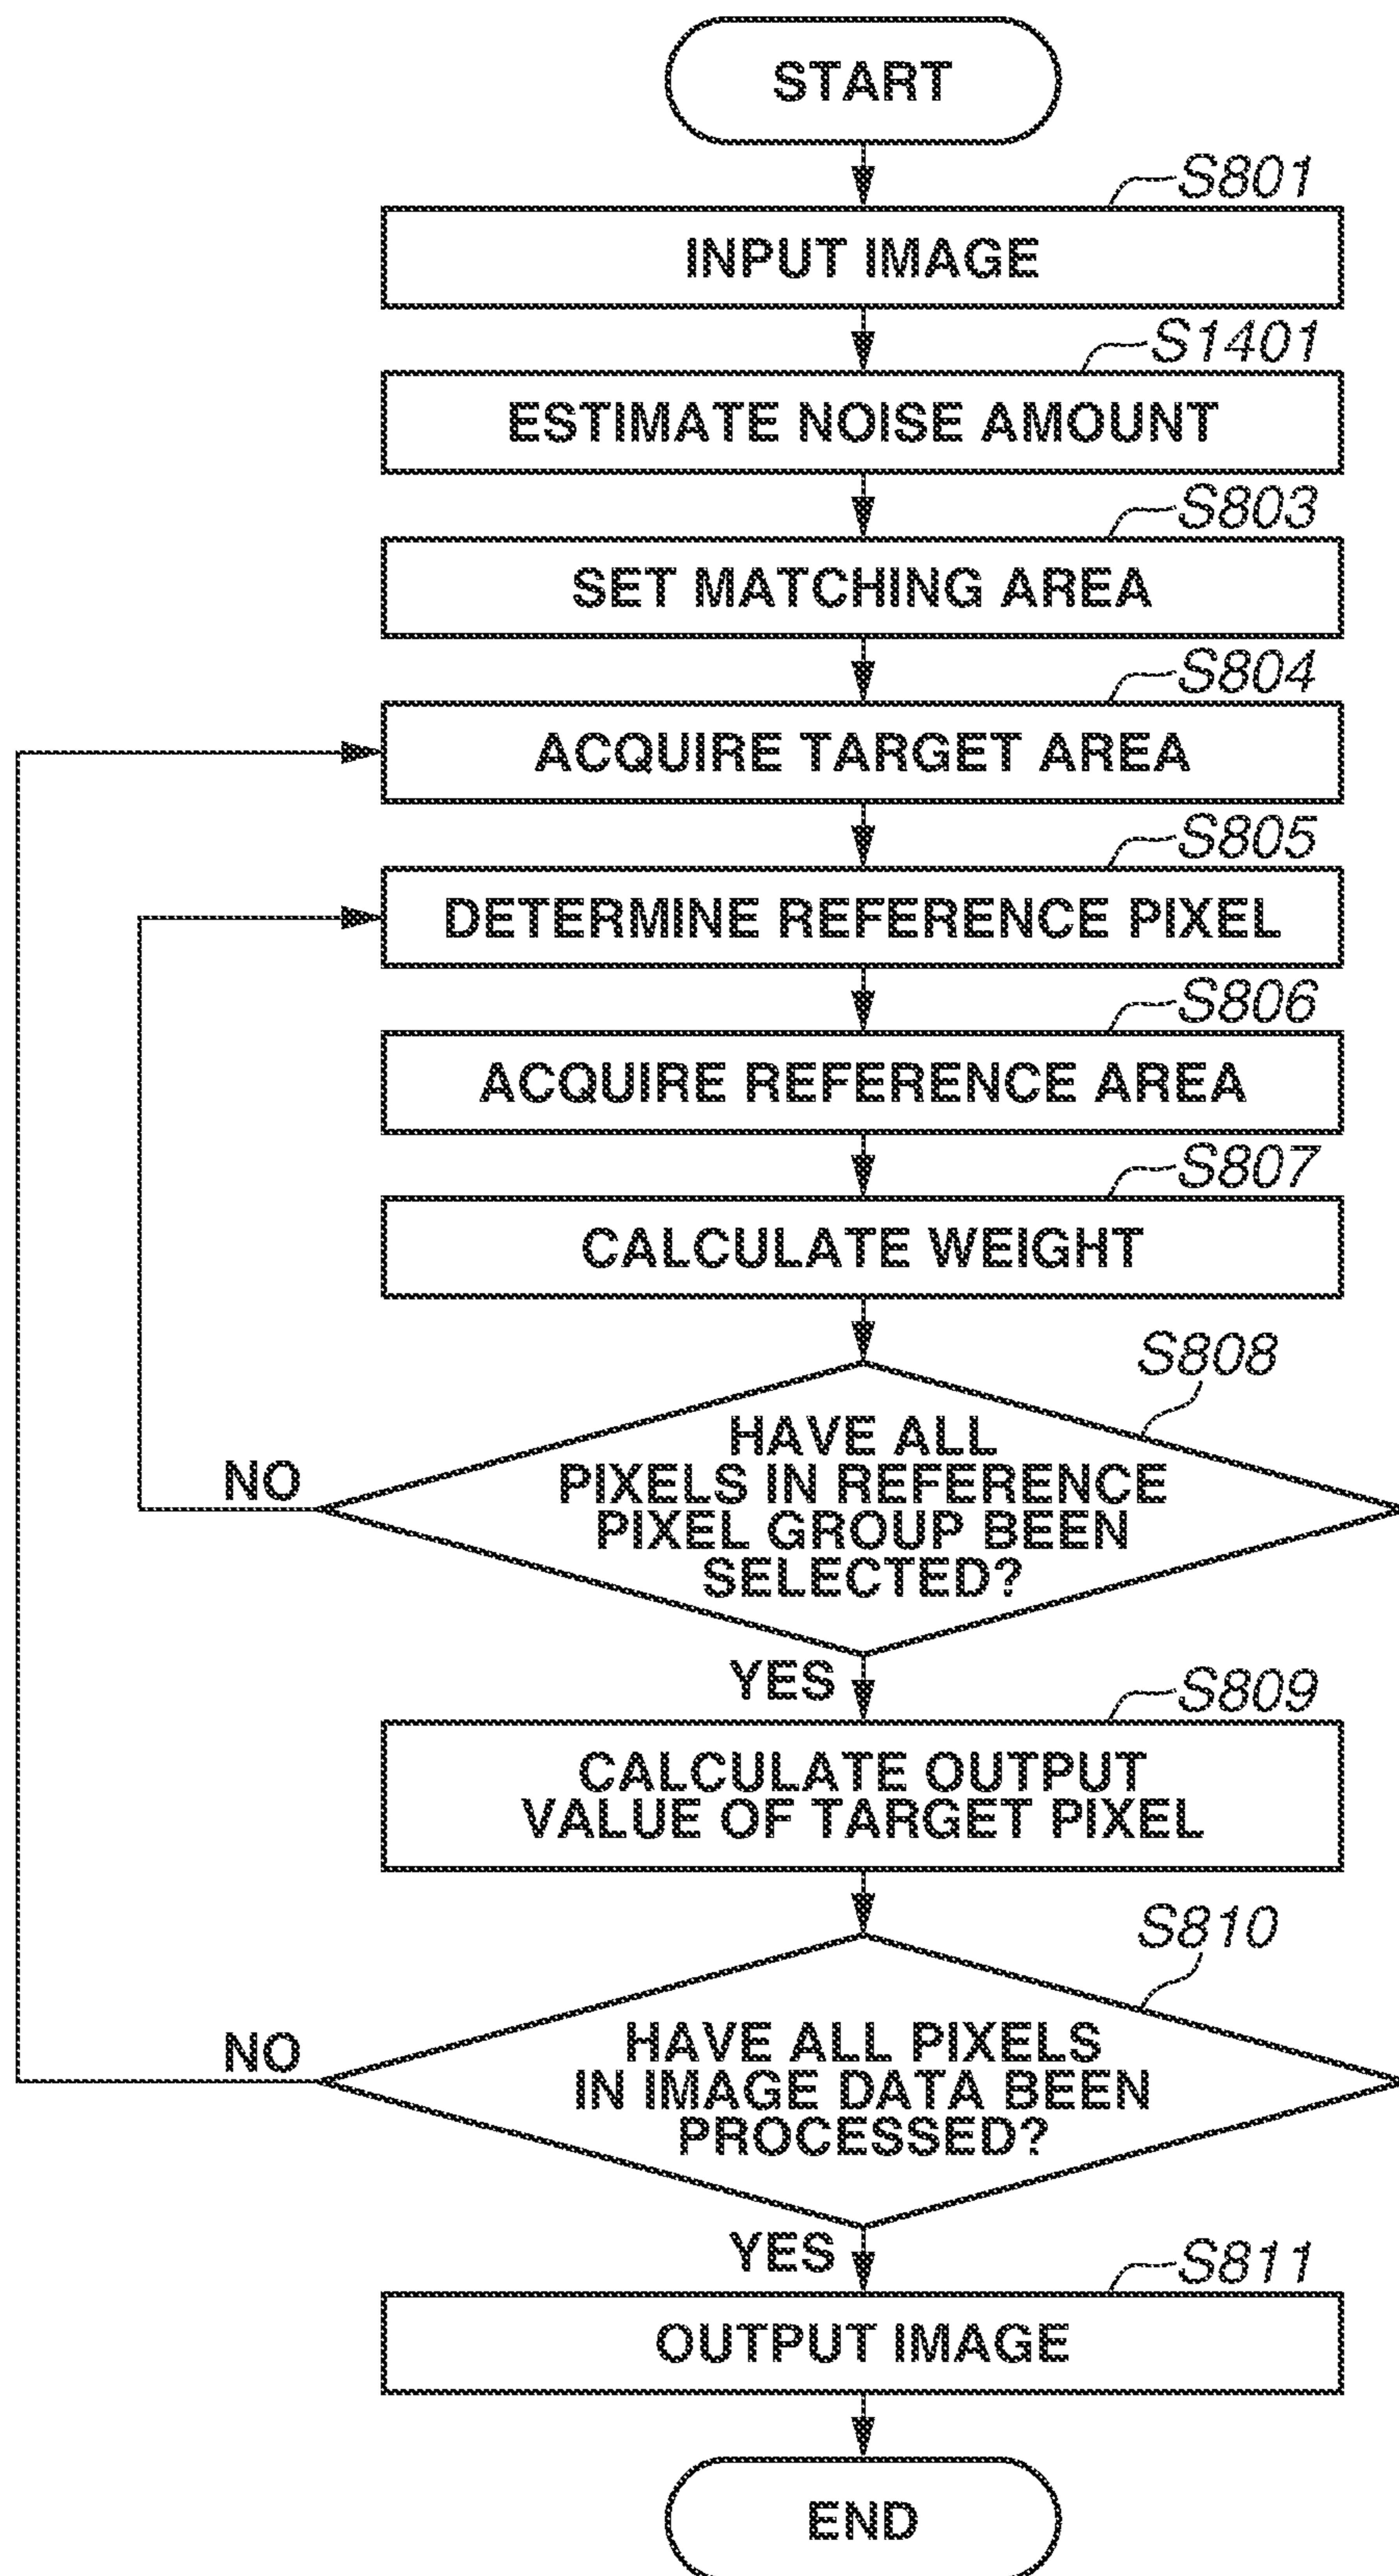 START
S801
INPUT IMAGE
S1401
ESTIMATE NOISE AMOUNT
S803
SET MATCHING AREA
S804
ACQUIRE TARGET AREA
S805
DETERMINE REFERENCE PIXEL
S806
ACQUIRE REFERENCE AREA
S807
CALCULATE WEIGHT
S808
HAVE ALL
PIXELS IN REFERENCE
PIXEL GROUP BEEN
SELECTED?
NO
YES
S809
CALCULATE OUTPUT
VALUE OF TARGET PIXEL
S810
HAVE ALL PIXELS
IN IMAGE DATA BEEN
PROCESSED?
NO
YES
S811
OUTPUT IMAGE
END